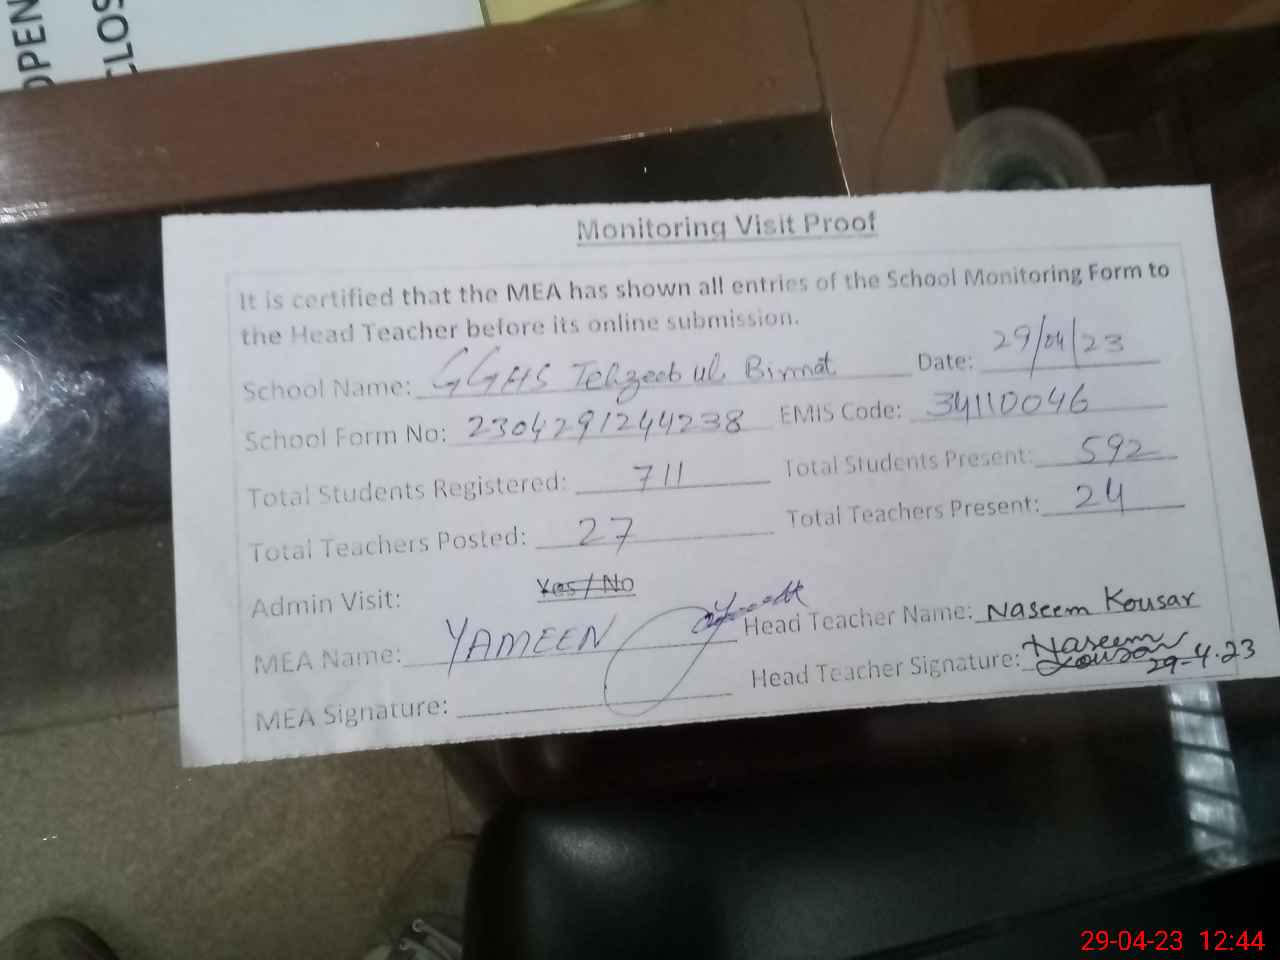 OPEN
CLOS
Monitoring Visit Proof
It is certified that the MEA has shown all entries of the School Monitoring Form to
the Head Teacher before its online submission.
School Name: GGHS Tehzeeb ul Binnat Date: 29/04/23
School Form No: 2304291244238 EMIS Code: 34110046
Total Students Registered: 711 Total Students Present: 592
Total Teachers Posted: 27 Total Teachers Present: 24
Admin Visit: Yes/No
MEA Name: YAMEEN Head Teacher Name: Naseem Kousar
MEA Signature: Head Teacher Signature: Naseem Kousar 29-4-23
29-04-23 12:44